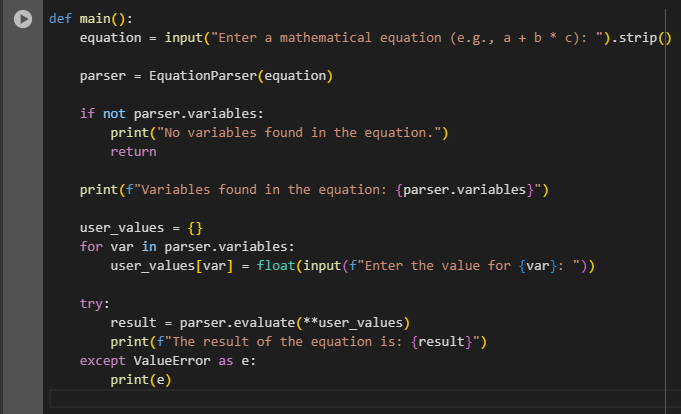 def main():
    equation = input("Enter a mathematical equation (e.g., a + b * c): ").strip()
    parser = EquationParser(equation)
    if not parser.variables:
        print("No variables found in the equation.")
        return
    print(f"Variables found in the equation: {parser.variables}")
    user_values = {}
    for var in parser.variables:
        user_values[var] = float(input(f"Enter the value for {var}: "))
    try:
        result = parser.evaluate(**user_values)
        print(f"The result of the equation is: {result}")
    except ValueError as e:
        print(e)